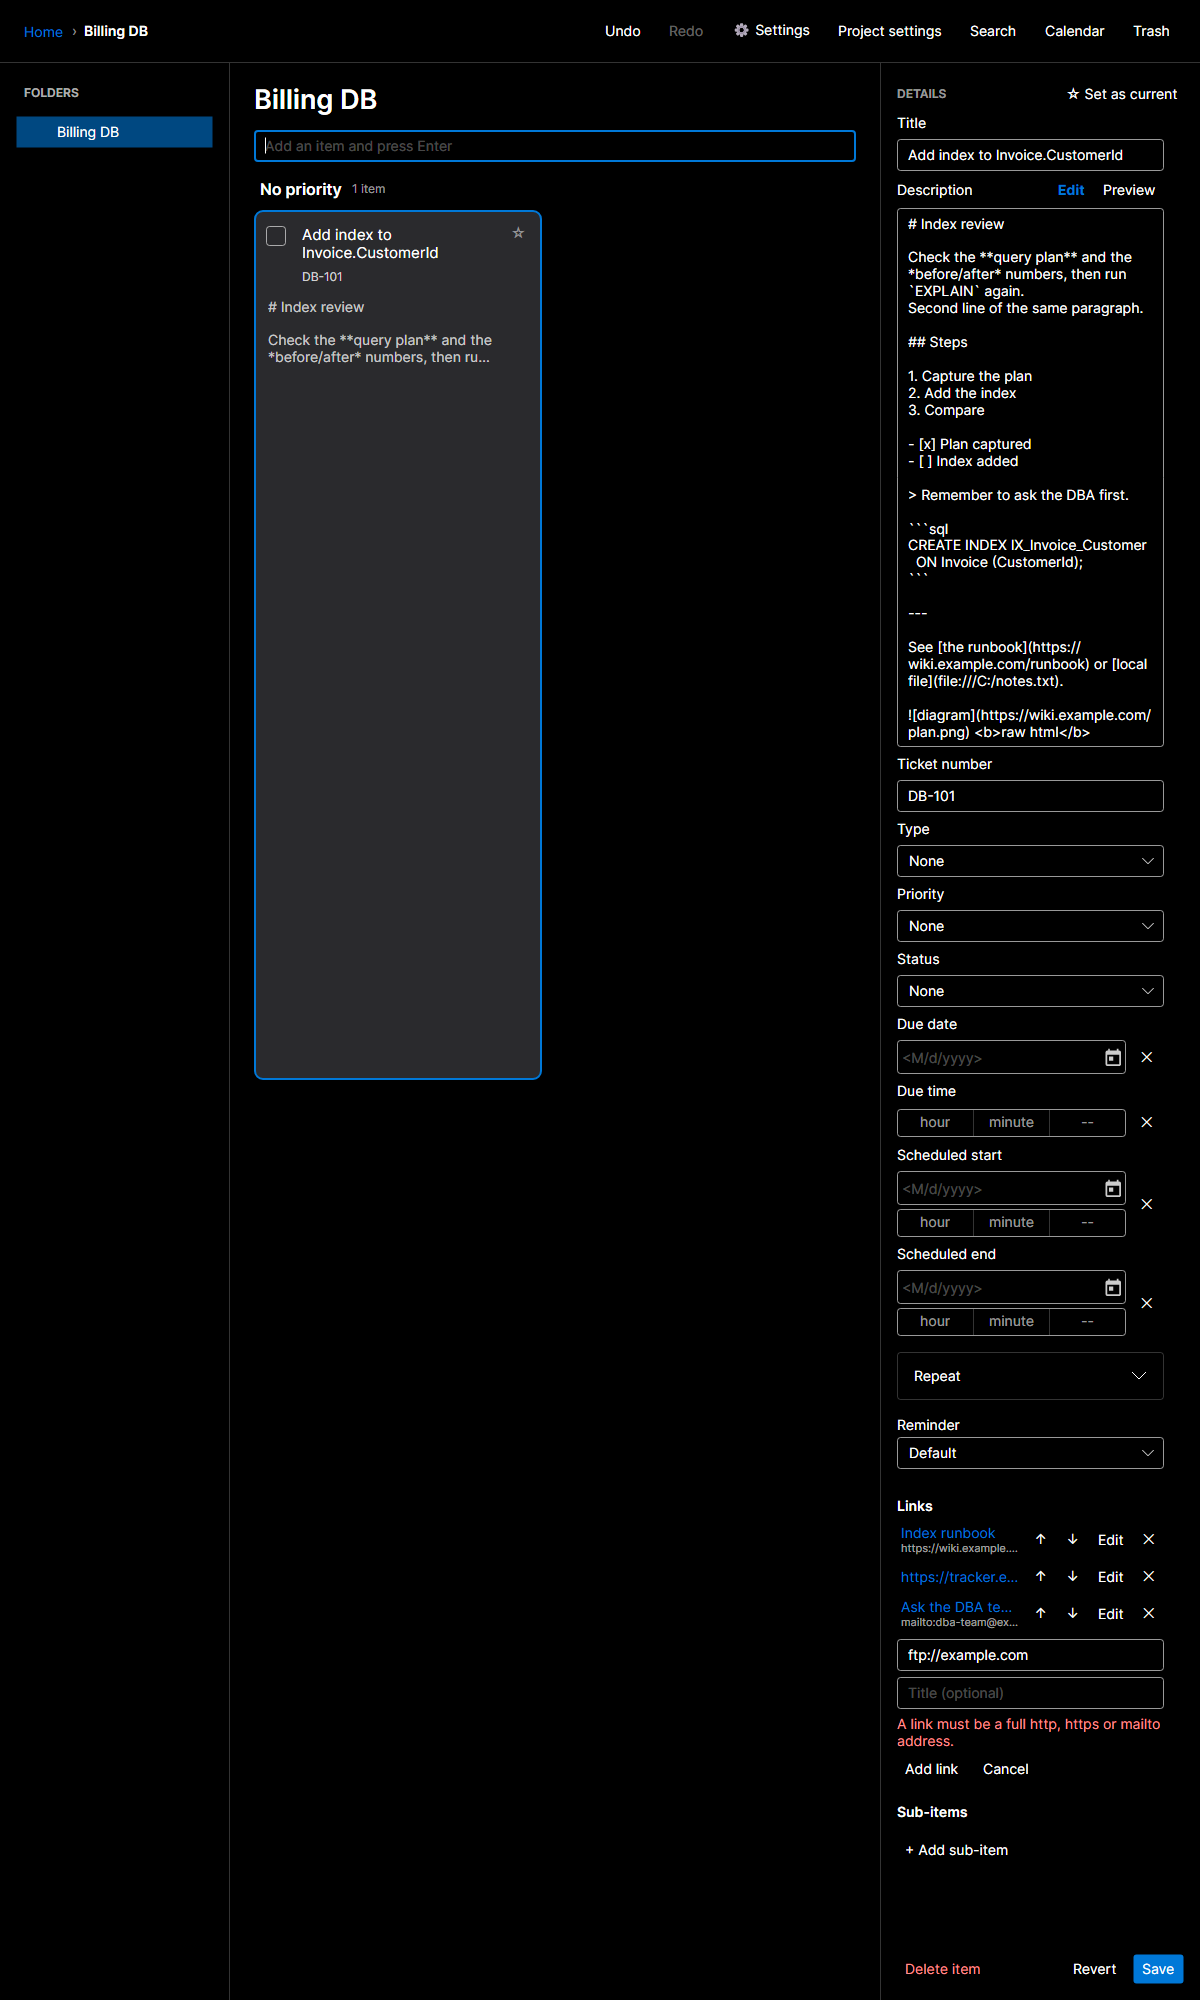 Home › Billing DB
Undo Redo Settings Project settings Search Calendar Trash
FOLDERS
Billing DB
Billing DB
Add an item and press Enter
No priority 1 item
Add index to
Invoice.CustomerId
DB-101
# Index review
Check the **query plan** and the
*before/after* numbers, then ru...
DETAILS
☆ Set as current
Title
Add index to Invoice.CustomerId
Description Edit Preview
# Index review
Check the **query plan** and the
*before/after* numbers, then run
`EXPLAIN` again.
Second line of the same paragraph.
## Steps
1. Capture the plan
2. Add the index
3. Compare
- [x] Plan captured
- [ ] Index added
> Remember to ask the DBA first.
```sql
CREATE INDEX IX_Invoice_Customer
ON Invoice (CustomerId);
```
---
See [the runbook](https://
wiki.example.com/runbook) or [local
file](file:///C:/notes.txt).
![diagram](https://wiki.example.com/
plan.png) <b>raw html</b>
Ticket number
DB-101
Type
None
Priority
None
Status
None
Due date
<M/d/yyyy>
Due time
hour minute --
Scheduled start
<M/d/yyyy>
hour minute --
Scheduled end
<M/d/yyyy>
hour minute --
Repeat
Reminder
Default
Links
Index runbook
https://wiki.example....
↑ ↓ Edit ×
https://tracker.e...
↑ ↓ Edit ×
Ask the DBA te...
mailto:dba-team@ex...
↑ ↓ Edit ×
ftp://example.com
Title (optional)
A link must be a full http, https or mailto
address.
Add link Cancel
Sub-items
+ Add sub-item
Delete item Revert Save